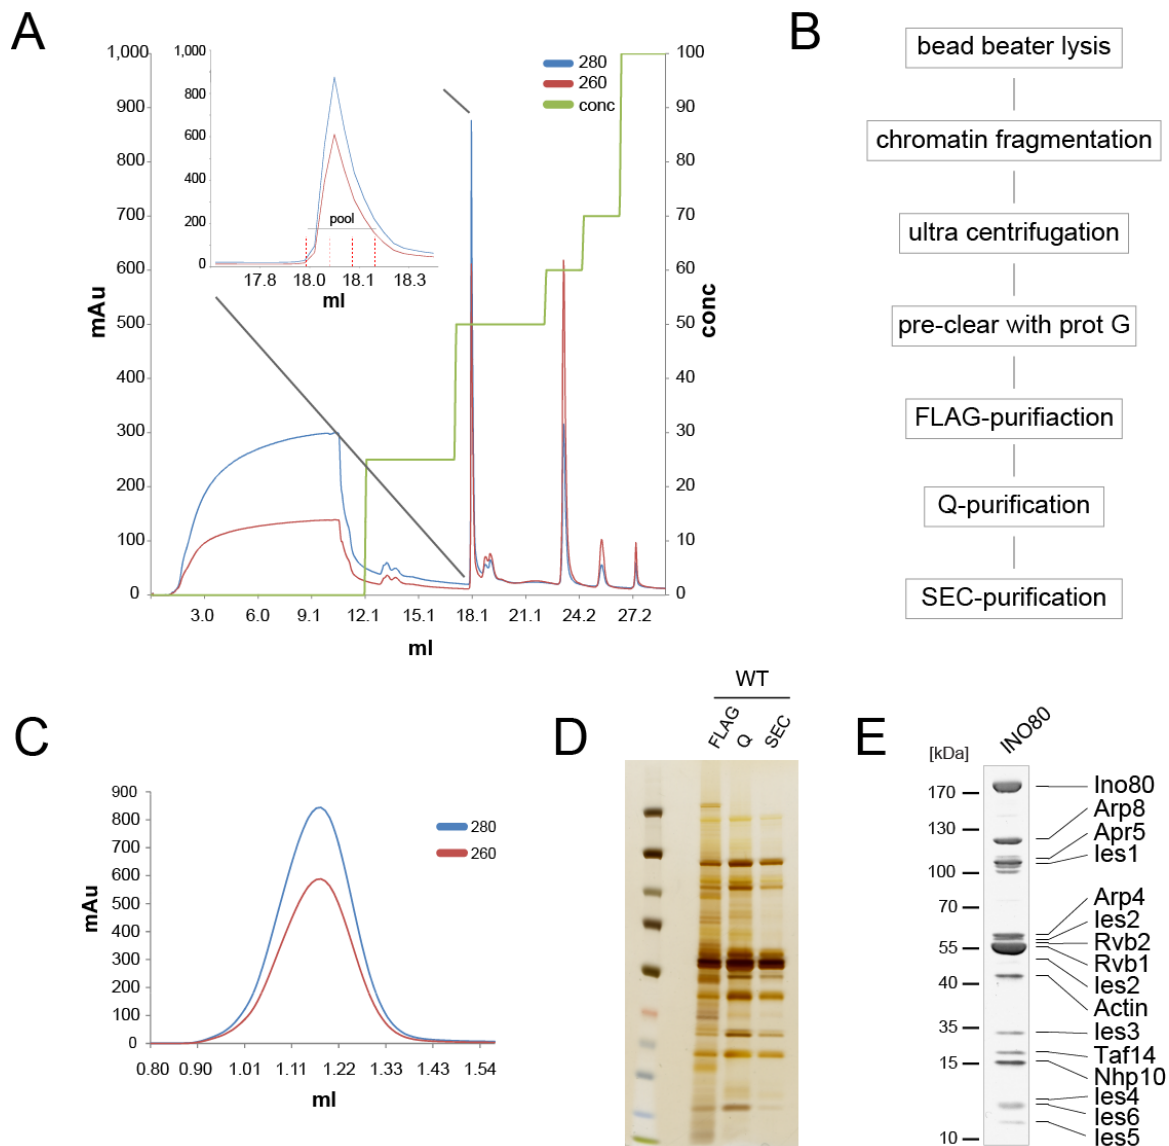 A
1,000
900
800
700
600
500
400
300
200
100
0
mAu
3.0 6.0 9.1 12.1 15.1 18.1 21.1 24.2 27.2
ml
100
90
80
70
60
50
40
30
20
10
0
conc
280
260
conc
1,000
800
600
400
200
0
pool
17.8 18.0 18.1 18.3
ml
B
bead beater lysis
chromatin fragmentation
ultra centrifugation
pre-clear with prot G
FLAG-purifiaction
Q-purification
SEC-purification
C
900
800
700
600
500
400
300
200
100
0
mAu
0.80 0.90 1.01 1.11 1.22 1.33 1.43 1.54
ml
280
260
D
WT
FLAG
Q
SEC
E
[kDa]
INO80
170
130
100
70
55
40
35
15
10
Ino80
Arp8
Apr5
Ies1
Arp4
Ies2
Rvb2
Rvb1
Ies2
Actin
Ies3
Taf14
Nhp10
Ies4
Ies6
Ies5